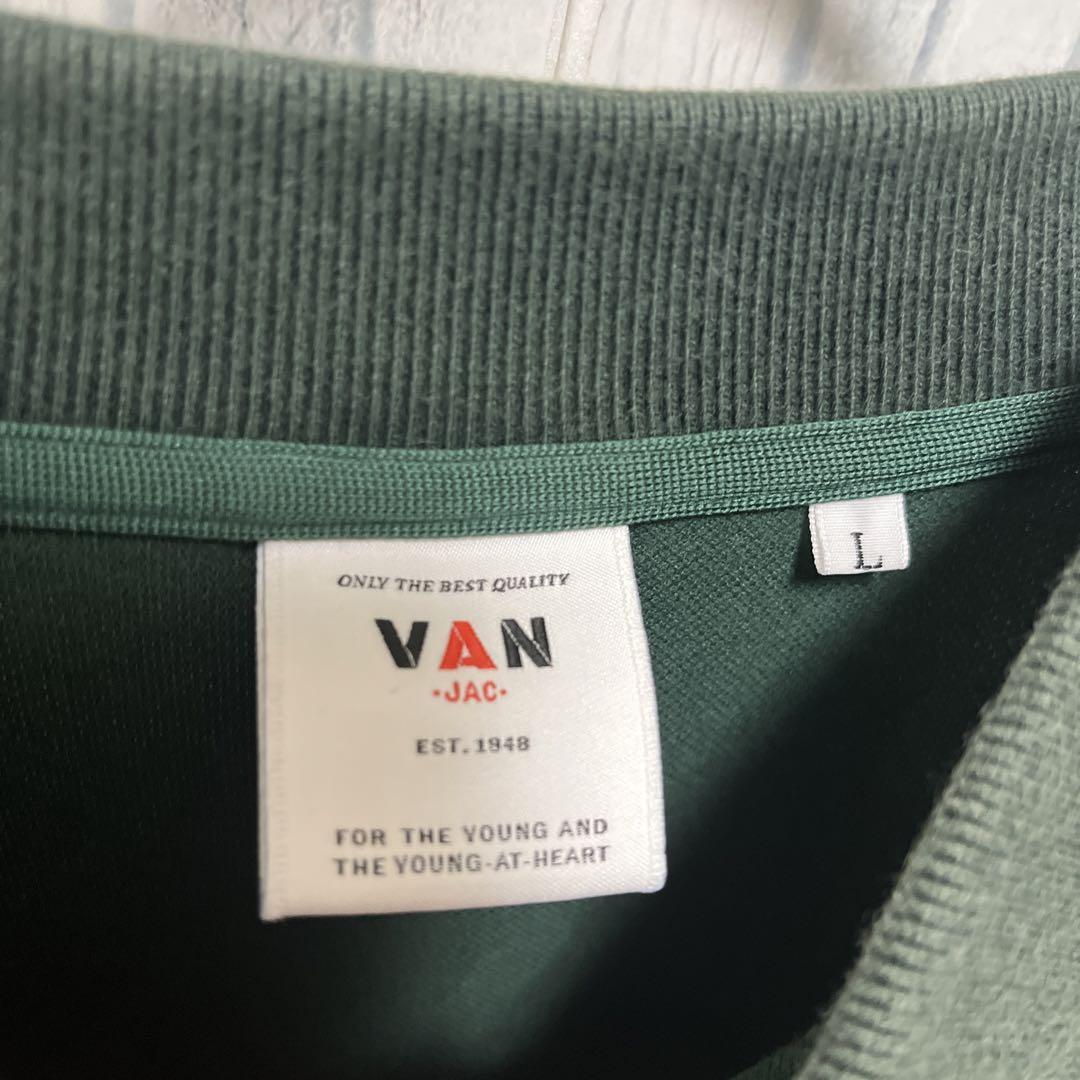 ONLY THE BEST QUALITY
VAN
·JAC·
EST. 1948
FOR THE YOUNG AND
THE YOUNG-AT-HEART
L